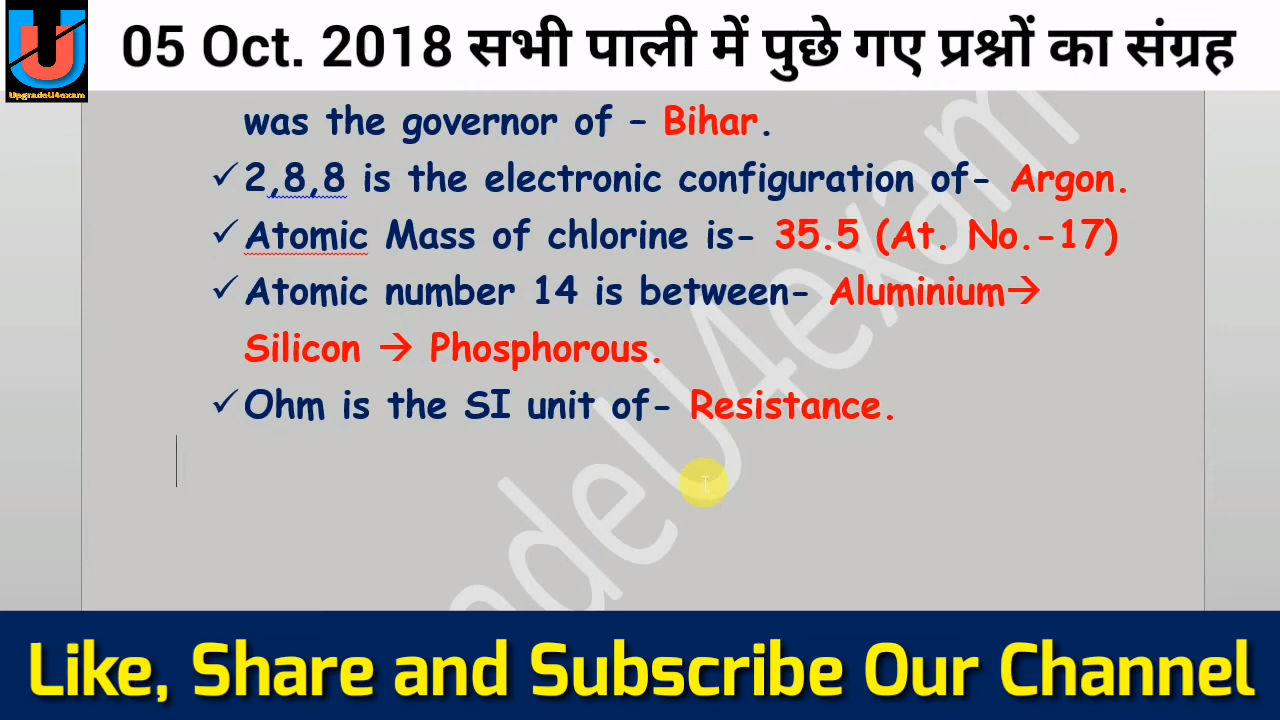 05 Oct. 2018 सभी पाली में पुछे गए प्रश्नों का संग्रह
UpgradeU4exam
was the governor of – Bihar.
✓ 2,8,8 is the electronic configuration of- Argon.
✓ Atomic Mass of chlorine is- 35.5 (At. No.-17)
✓ Atomic number 14 is between- Aluminium→
Silicon → Phosphorous.
✓ Ohm is the SI unit of- Resistance.
adeU4exam
Like, Share and Subscribe Our Channel